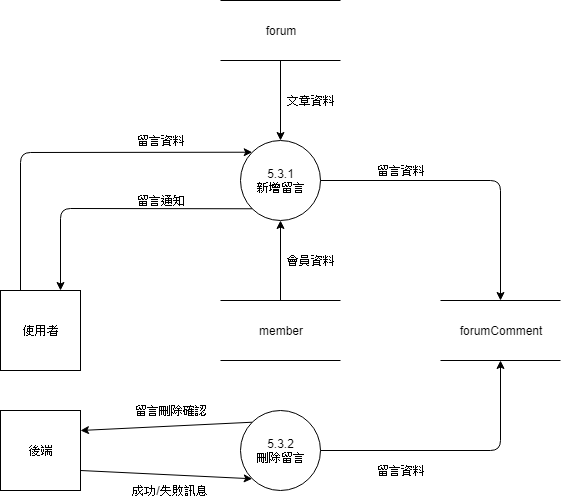 forum
文章資料
留言資料
5.3.1
新增留言
留言資料
留言通知
會員資料
使用者
member
forumComment
留言刪除確認
後端
5.3.2
刪除留言
留言資料
成功/失敗訊息